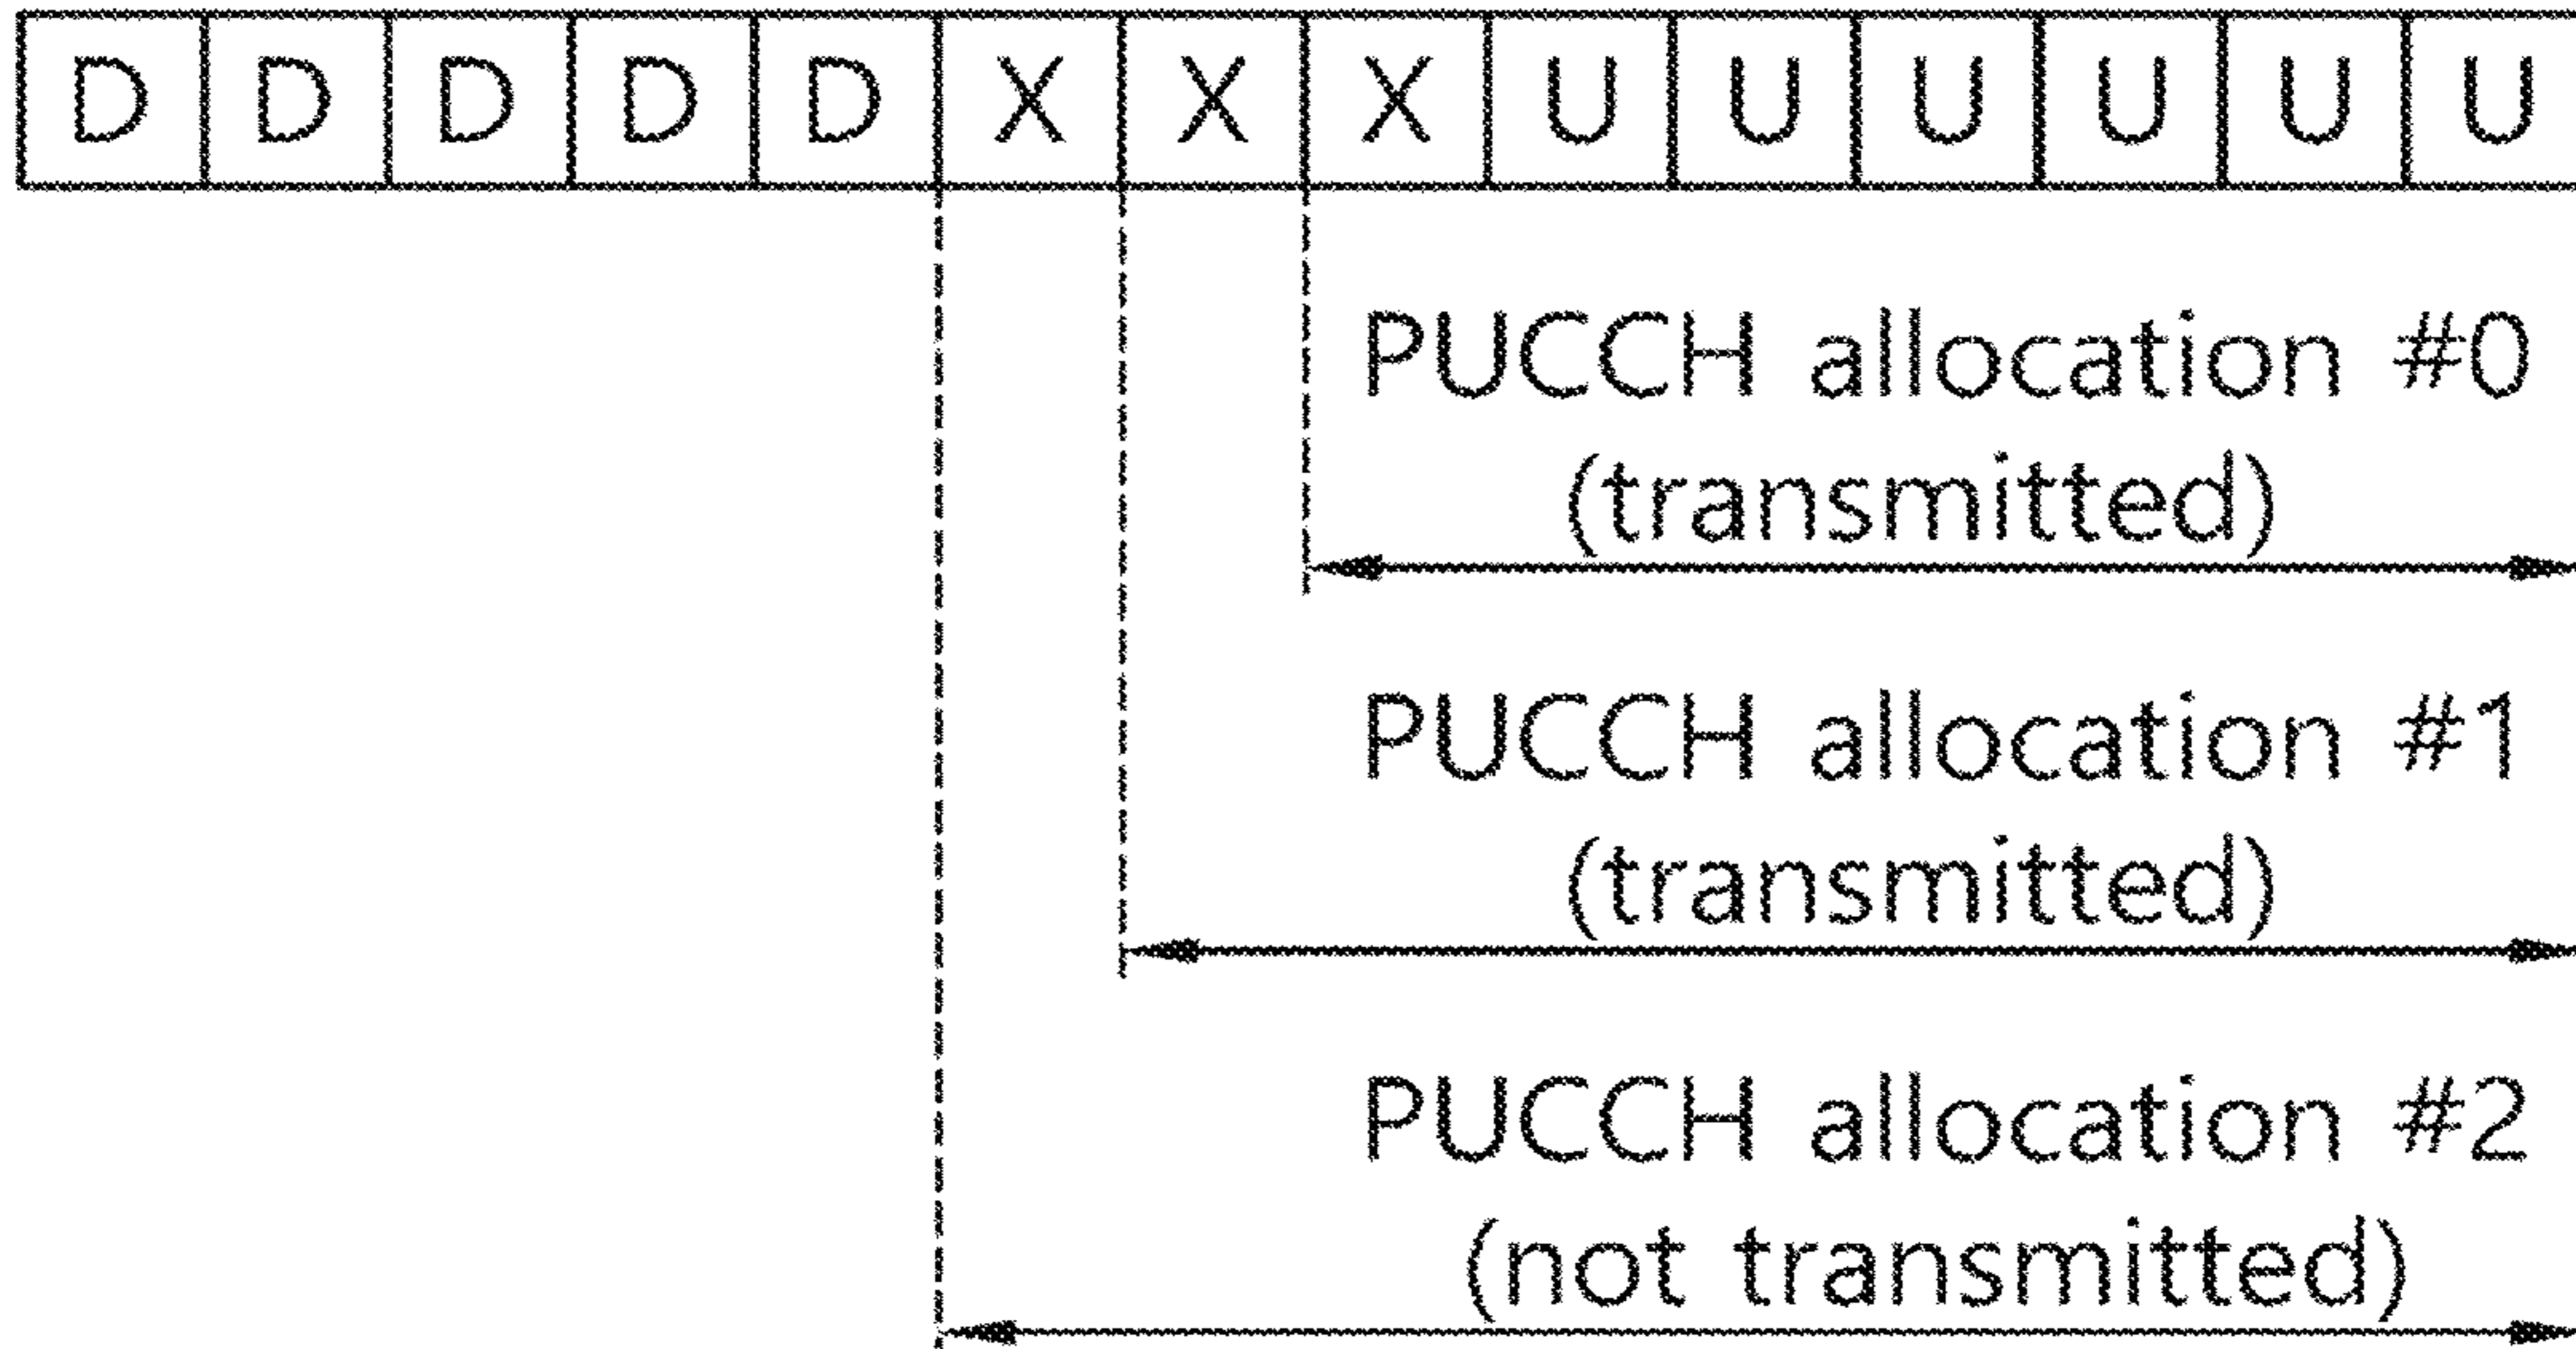 D D D D D X X X U U U U U U
PUCCH allocation #0
(transmitted)
PUCCH allocation #1
(transmitted)
PUCCH allocation #2
(not transmitted)